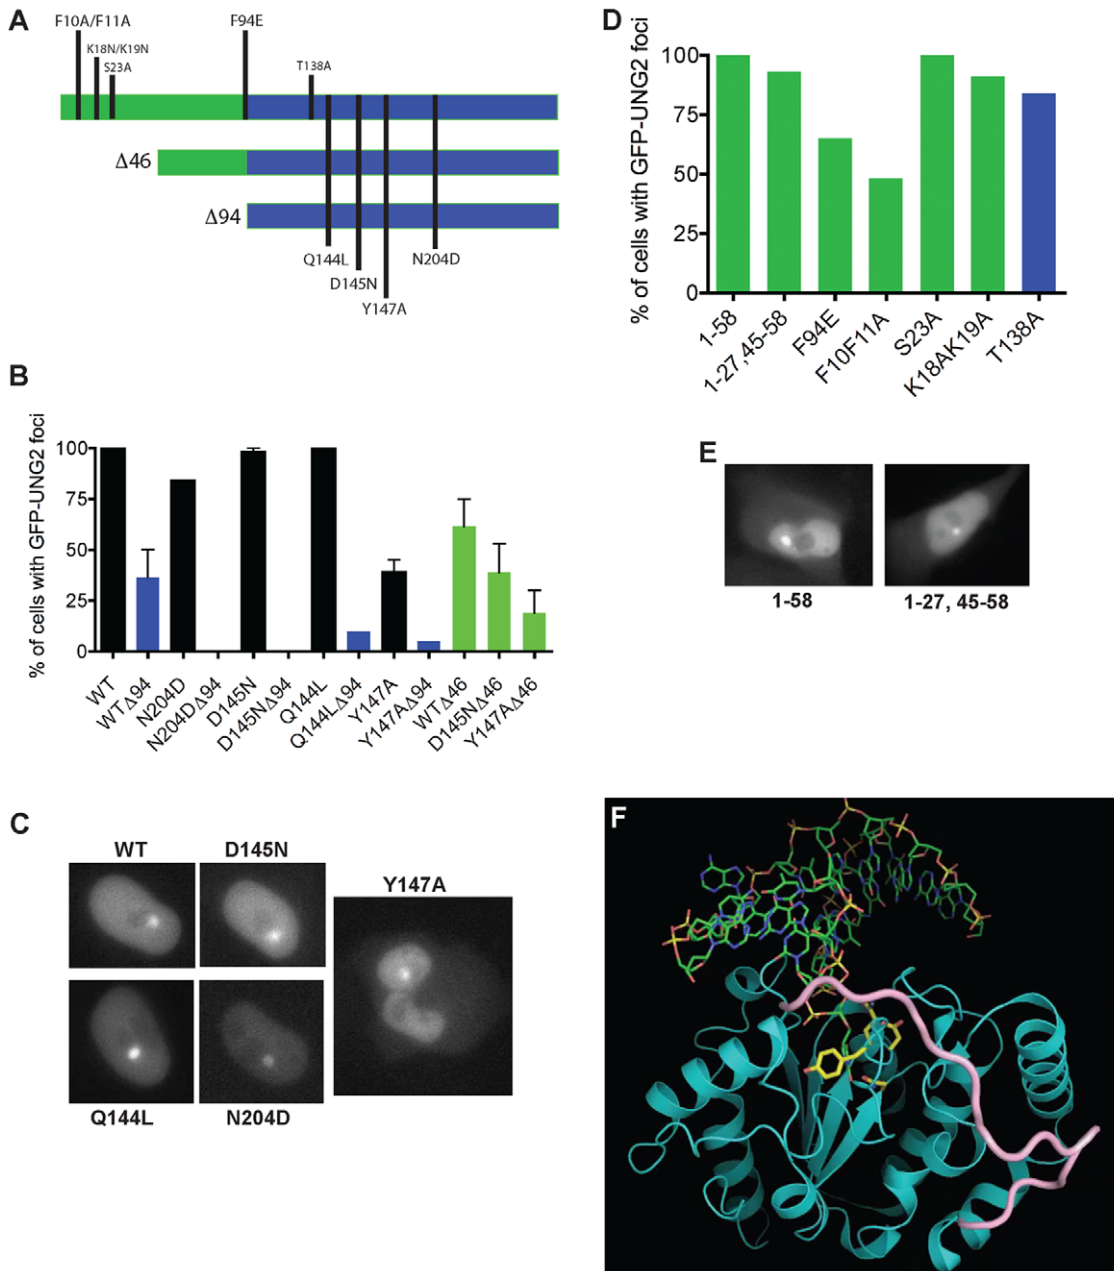 A
F10A/F11A
F94E
K18N/K19N
S23A
T138A
Δ46
Δ94
Q144L
N204D
D145N
Y147A
B
% of cells with GFP-UNG2 foci
100
75
50
25
0
WT
WTΔ94
N204D
N204DΔ94
D145N
D145NΔ94
Q144L
Q144LΔ94
Y147A
Y147AΔ94
WTΔ46
D145NΔ46
Y147AΔ46
C
WT
D145N
Y147A
Q144L
N204D
D
% of cells with GFP-UNG2 foci
100
75
50
25
0
1-58
1-27,45-58
F94E
F10F11A
S23A
K18AK19A
T138A
E
1-58
1-27, 45-58
F